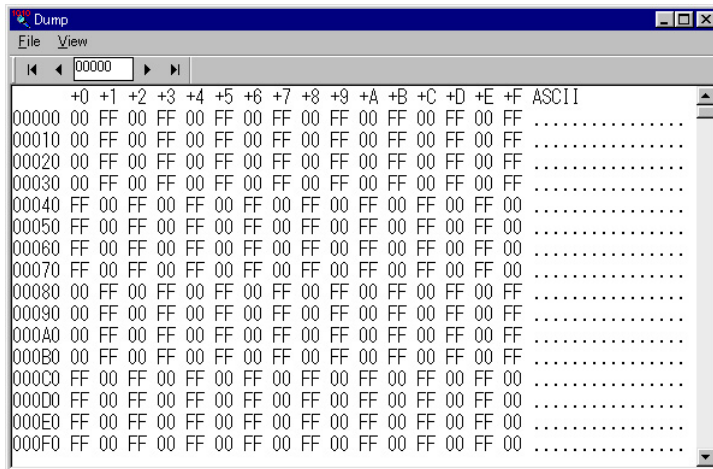 Dump
File View
00000
+0 +1 +2 +3 +4 +5 +6 +7 +8 +9 +A +B +C +D +E +F ASCII
00000 00 FF 00 FF 00 FF 00 FF 00 FF 00 FF 00 FF 00 FF ................
00010 00 FF 00 FF 00 FF 00 FF 00 FF 00 FF 00 FF 00 FF ................
00020 00 FF 00 FF 00 FF 00 FF 00 FF 00 FF 00 FF 00 FF ................
00030 00 FF 00 FF 00 FF 00 FF 00 FF 00 FF 00 FF 00 FF ................
00040 FF 00 FF 00 FF 00 FF 00 FF 00 FF 00 FF 00 FF 00 ................
00050 FF 00 FF 00 FF 00 FF 00 FF 00 FF 00 FF 00 FF 00 ................
00060 FF 00 FF 00 FF 00 FF 00 FF 00 FF 00 FF 00 FF 00 ................
00070 FF 00 FF 00 FF 00 FF 00 FF 00 FF 00 FF 00 FF 00 ................
00080 00 FF 00 FF 00 FF 00 FF 00 FF 00 FF 00 FF 00 FF ................
00090 00 FF 00 FF 00 FF 00 FF 00 FF 00 FF 00 FF 00 FF ................
000A0 00 FF 00 FF 00 FF 00 FF 00 FF 00 FF 00 FF 00 FF ................
000B0 00 FF 00 FF 00 FF 00 FF 00 FF 00 FF 00 FF 00 FF ................
000C0 FF 00 FF 00 FF 00 FF 00 FF 00 FF 00 FF 00 FF 00 ................
000D0 FF 00 FF 00 FF 00 FF 00 FF 00 FF 00 FF 00 FF 00 ................
000E0 FF 00 FF 00 FF 00 FF 00 FF 00 FF 00 FF 00 FF 00 ................
000F0 FF 00 FF 00 FF 00 FF 00 FF 00 FF 00 FF 00 FF 00 ................